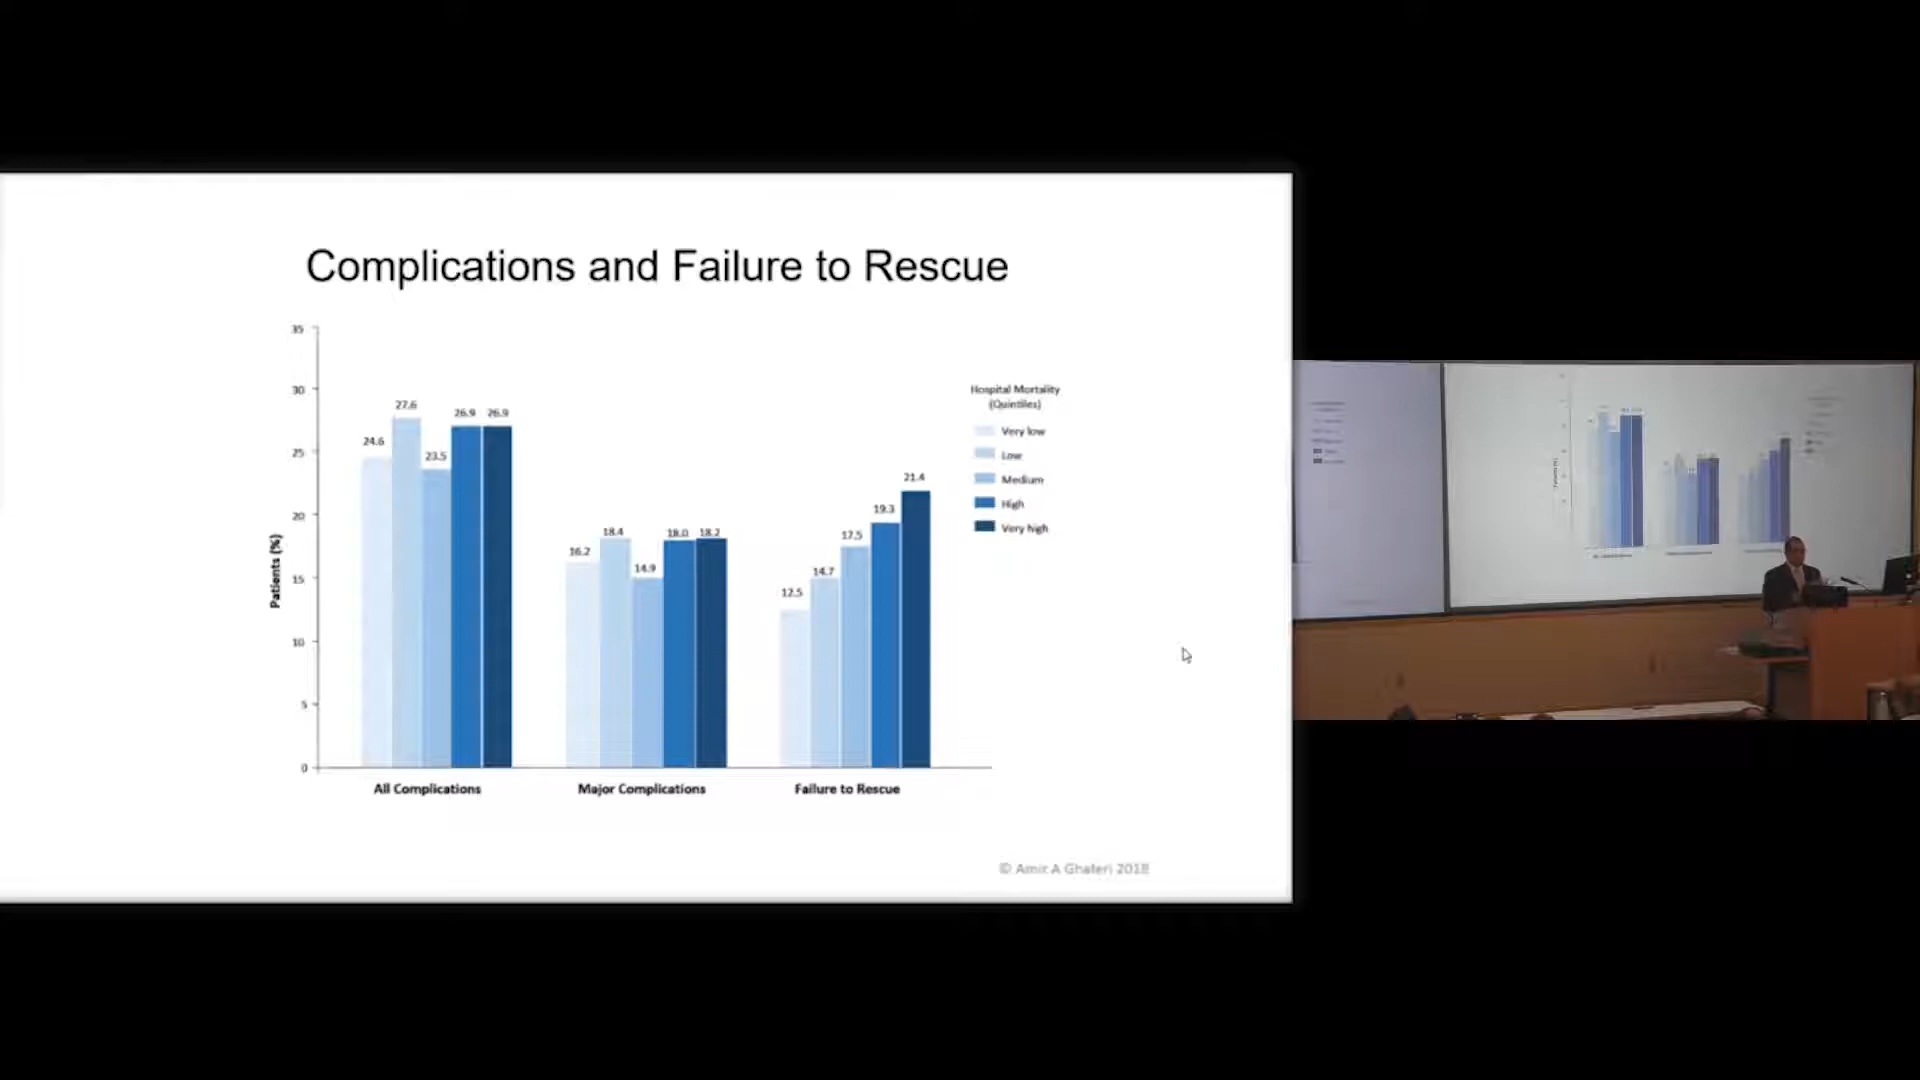 Complications and Failure to Rescue
35
30
25
20
15
10
5
0
Patients (%)
24.6
27.6
23.5
26.9
26.9
16.2
18.4
14.9
18.0
18.2
12.5
14.7
17.5
19.3
21.4
All Complications
Major Complications
Failure to Rescue
Hospital Mortality
(Quintiles)
Very low
Low
Medium
High
Very high
© Amir A Ghaferi 2018